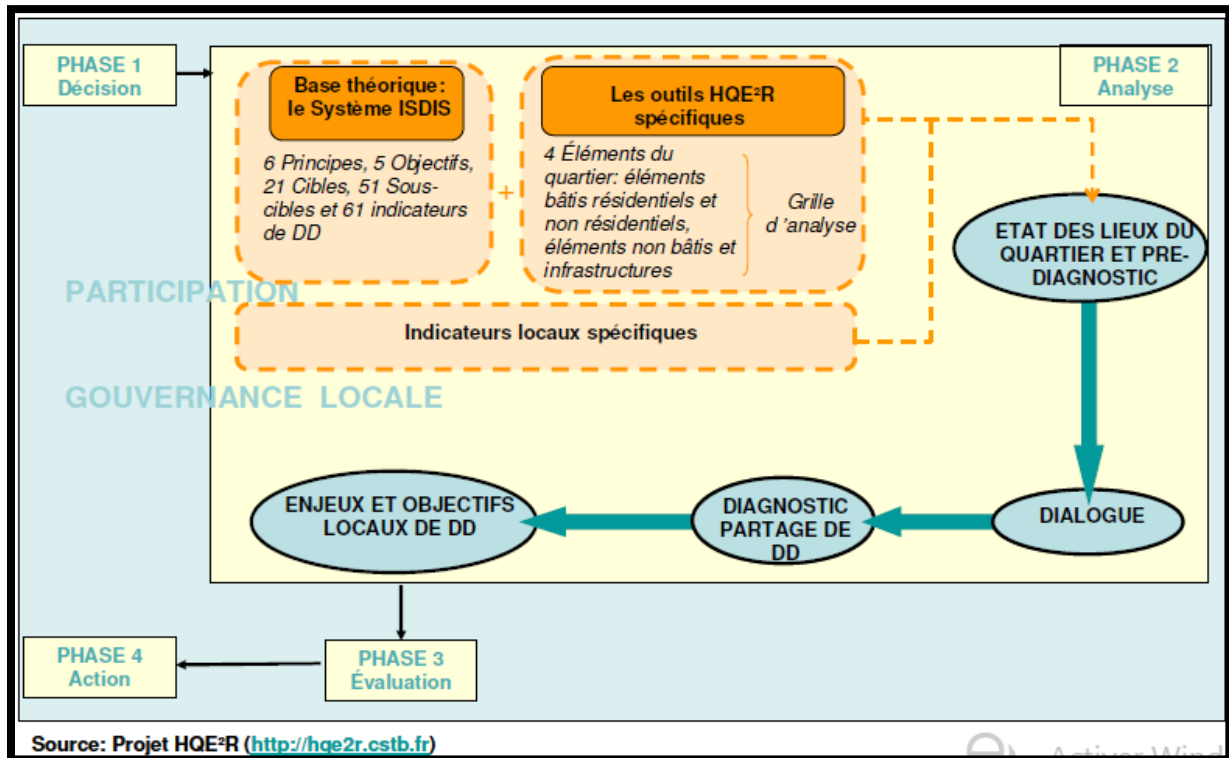 PHASE 1
Décision
PHASE 2
Analyse
Base théorique:
le Système ISDIS
6 Principes, 5 Objectifs,
21 Cibles, 51 Sous-
cibles et 61 indicateurs
de DD
+
Les outils HQE²R
spécifiques
4 Éléments du
quartier: éléments
bâtis résidentiels et
non résidentiels,
éléments non bâtis et
infrastructures
Grille
d'analyse
ETAT DES LIEUX DU
QUARTIER ET PRE-
DIAGNOSTIC
PARTICIPATION
Indicateurs locaux spécifiques
GOUVERNANCE LOCALE
ENJEUX ET OBJECTIFS
LOCAUX DE DD
DIAGNOSTIC
PARTAGE DE
DD
DIALOGUE
PHASE 4
Action
PHASE 3
Évaluation
Source: Projet HQE²R (http://hqe2r.cstb.fr)
Activer Wind